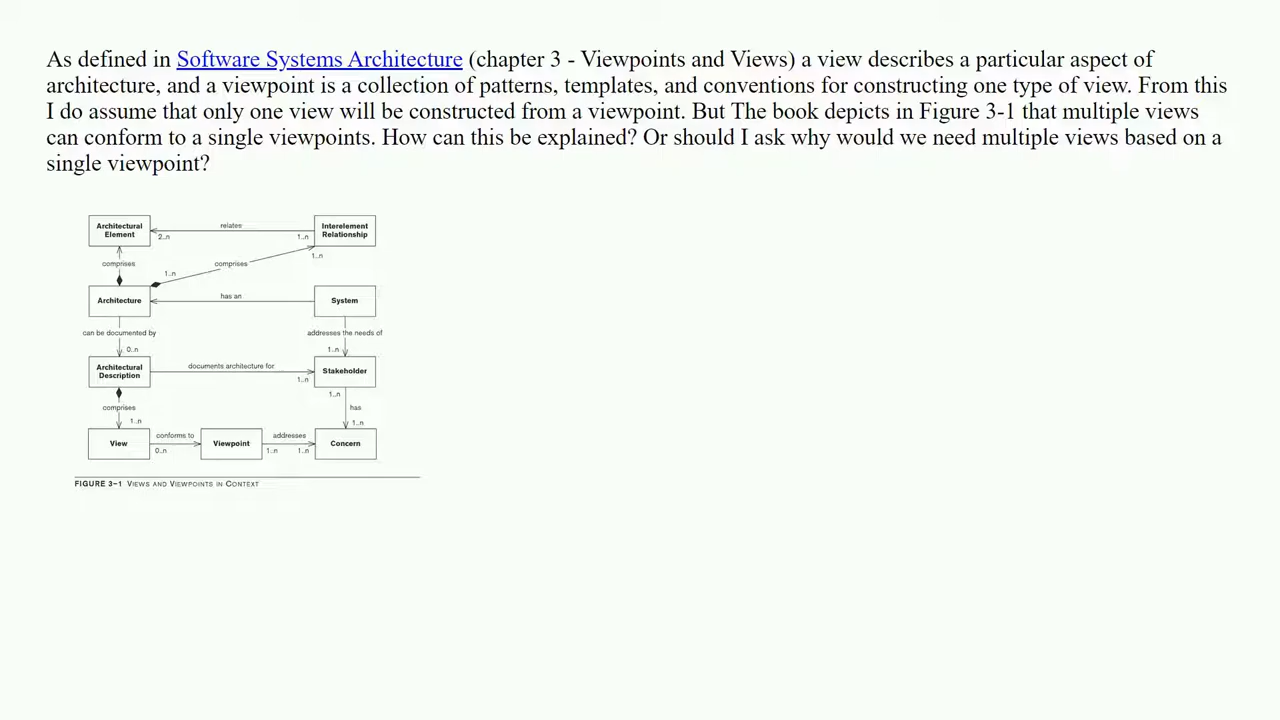 As defined in Software Systems Architecture (chapter 3 - Viewpoints and Views) a view describes a particular aspect of
architecture, and a viewpoint is a collection of patterns, templates, and conventions for constructing one type of view. From this
I do assume that only one view will be constructed from a viewpoint. But The book depicts in Figure 3-1 that multiple views
can conform to a single viewpoints. How can this be explained? Or should I ask why would we need multiple views based on a
single viewpoint?
Architectural
Element
relates
2..n
1..n
Interelement
Relationship
comprises
1..n
comprises
1..n
Architecture
has an
System
can be documented by
0..n
addresses the needs of
1..n
Architectural
Description
documents architecture for
1..n
Stakeholder
comprises
1..n
1..n
has
1..n
View
conforms to
0..n
Viewpoint
addresses
1..n
1..n
Concern
FIGURE 3–1 VIEWS AND VIEWPOINTS IN CONTEXT